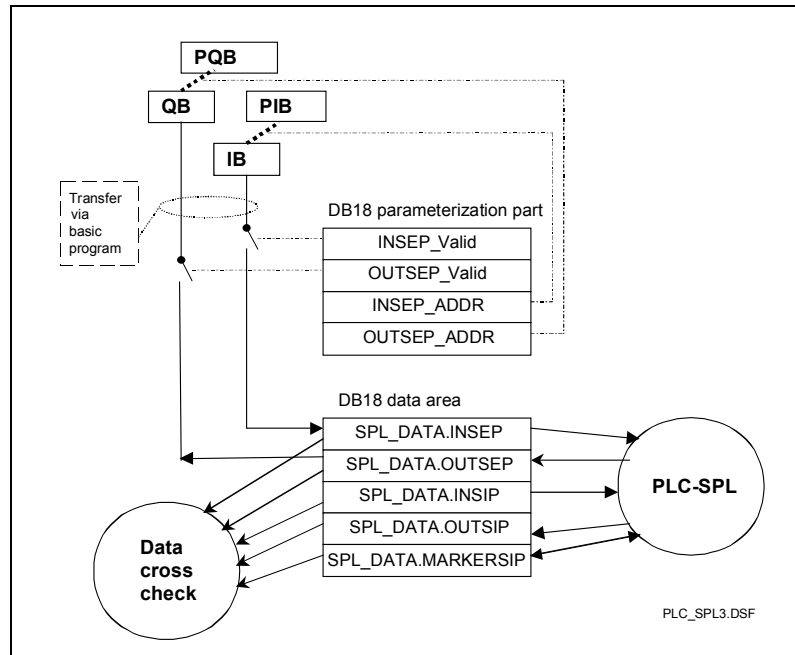 PQB
QB
PIB
IB
Transfer
via
basic
program
DB18 parameterization part
INSEP_Valid
OUTSEP_Valid
INSEP_ADDR
OUTSEP_ADDR
DB18 data area
SPL_DATA.INSEP
SPL_DATA.OUTSEP
SPL_DATA.INSIP
SPL_DATA.OUTSIP
SPL_DATA.MARKERSIP
PLC-SPL
Data
cross
check
PLC_SPL3.DSF